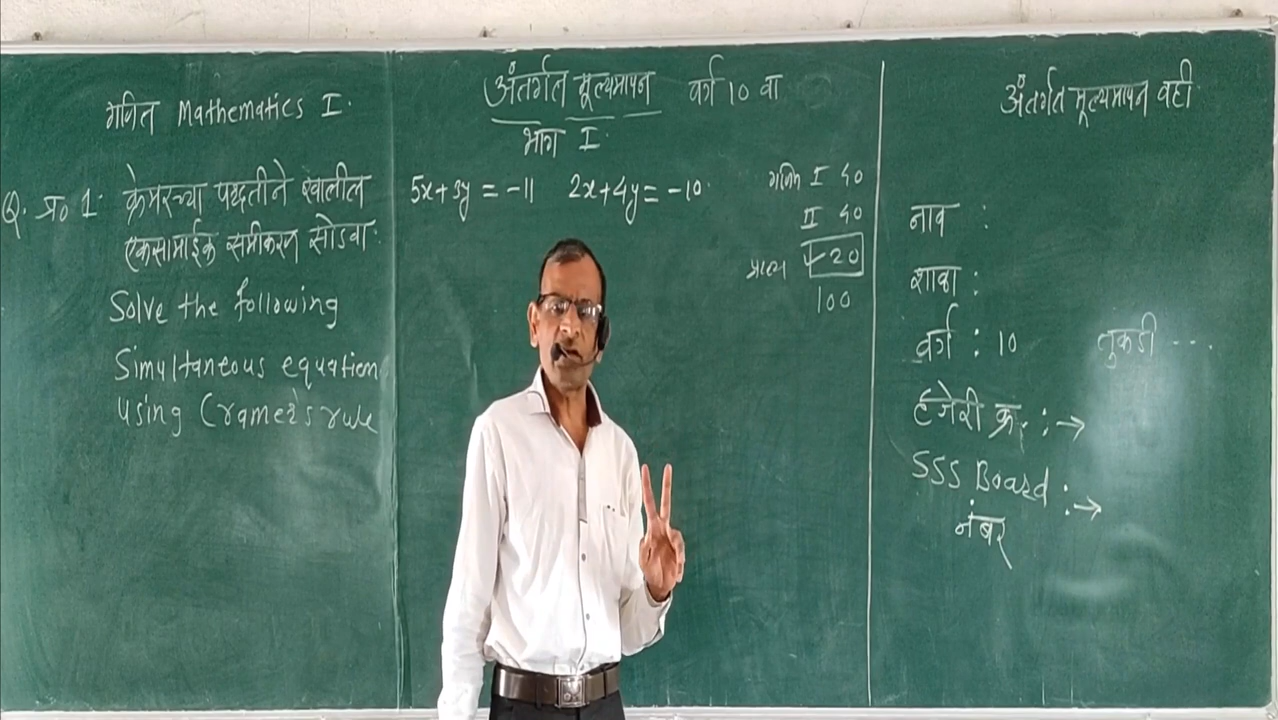 गणित Mathematics I.
Q. प्र० 1. क्रेमरच्या पद्धतीने खालील
एकसामाईक समीकरण सोडवा.
Solve the following
Simultaneous equation
using Cramer's rule
अंतर्गत मूल्यमापन वर्ग 10 वा
भाग I
5x+3y = -11 2x+4y = -10.
गणित I 40
II 40
20
100
अंतर्गत मूल्यमापन वही
नाव :
शाळा :
वर्ग : 10 तुकडी ...
हजेरी क्र. : →
SSS Board : →
नंबर